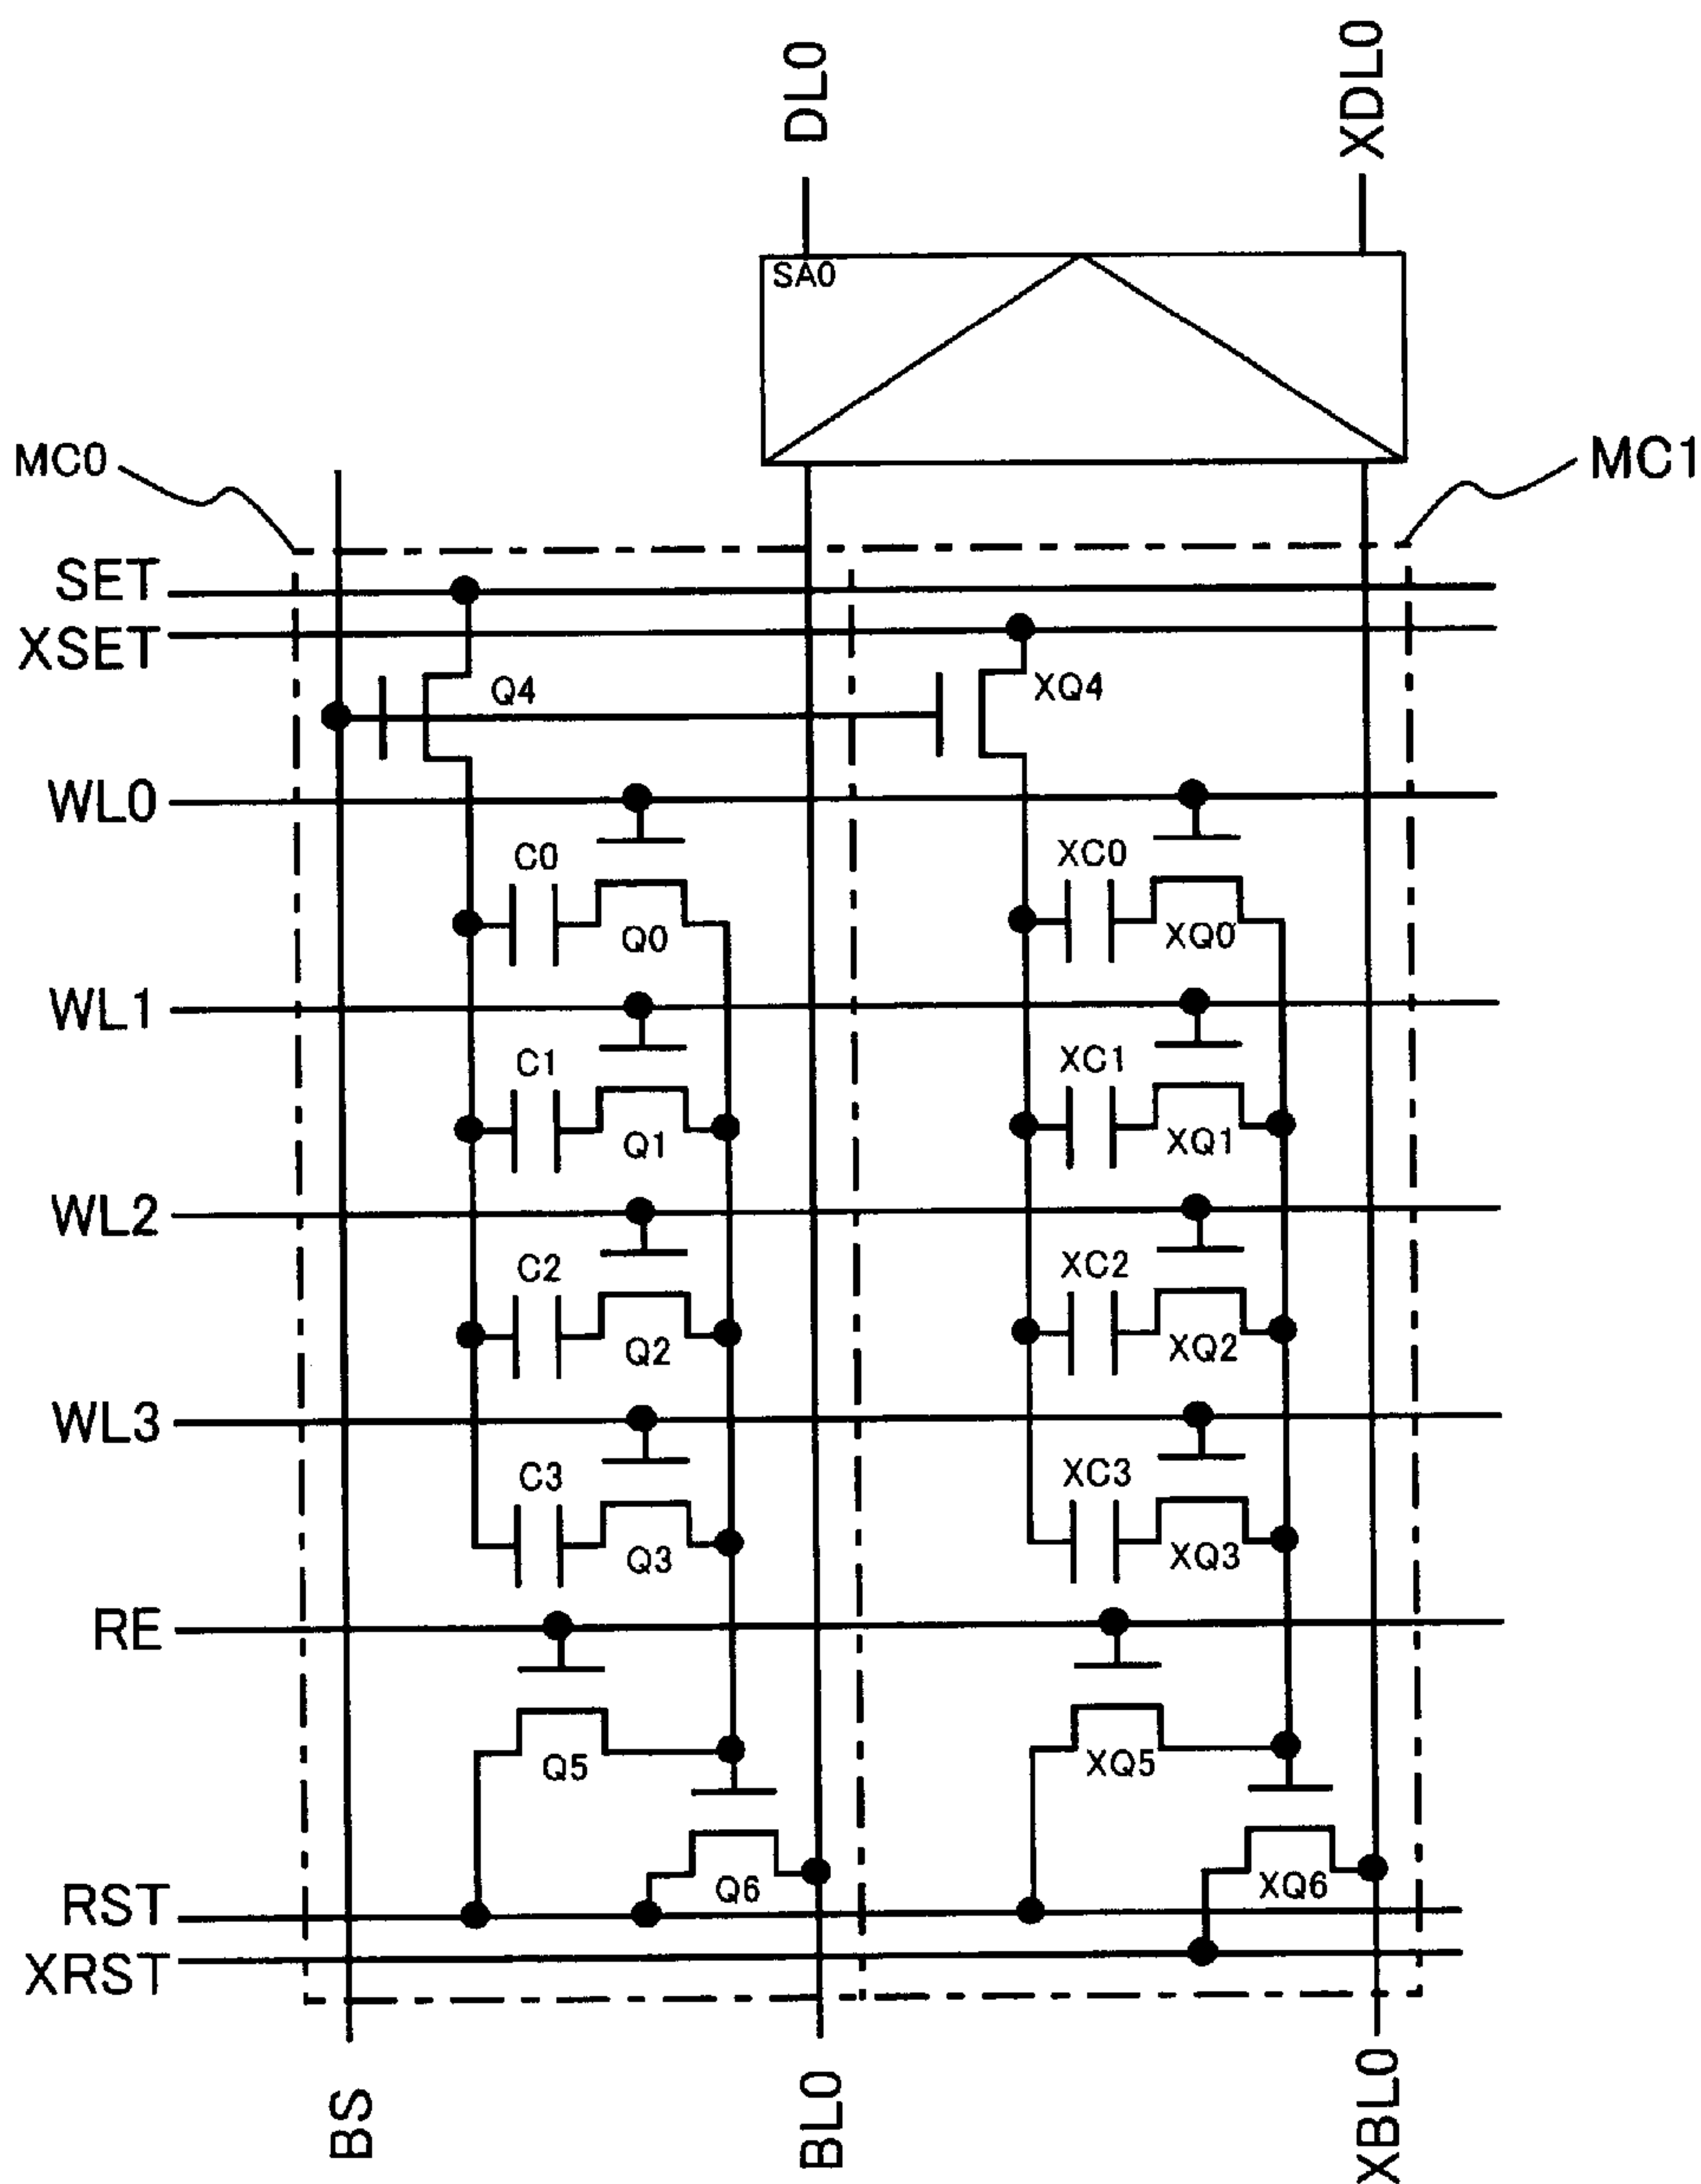 DL0
XDL0
SA0
MC0
MC1
SET
XSET
Q4
XQ4
WL0
C0
XC0
Q0
XQ0
WL1
C1
XC1
Q1
XQ1
WL2
C2
XC2
Q2
XQ2
WL3
C3
XC3
Q3
XQ3
RE
Q5
XQ5
Q6
XQ6
RST
XRST
BS
BL0
XBL0